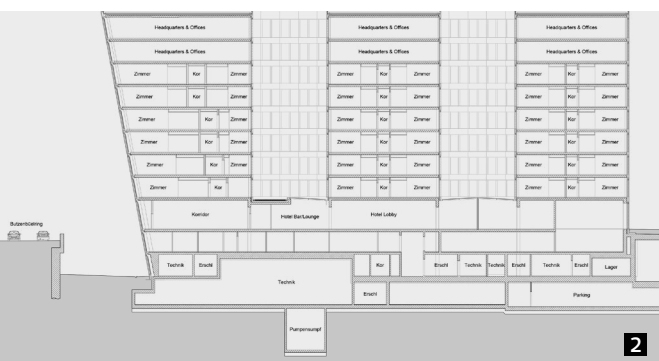 Headquarters & Offices Headquarters & Offices Headquarters & Offices
Headquarters & Offices Headquarters & Offices Headquarters & Offices
Zimmer Kor Zimmer Zimmer Kor Zimmer Zimmer Kor Zimmer
Zimmer Kor Zimmer Zimmer Kor Zimmer Zimmer Kor Zimmer
Zimmer Kor Zimmer Zimmer Kor Zimmer Zimmer Kor Zimmer
Zimmer Kor Zimmer Zimmer Kor Zimmer Zimmer Kor Zimmer
Zimmer Kor Zimmer Zimmer Kor Zimmer Zimmer Kor Zimmer
Zimmer Kor Zimmer Kor Zimmer Zimmer Kor Zimmer
Korridor Hotel Bar/Lounge Hotel Lobby
Butzenbüelring
Technik Erschl Kor Erschl Technik Technik Erschl Technik Erschl Lager
Technik Erschl Parking
Pumpensumpf
2